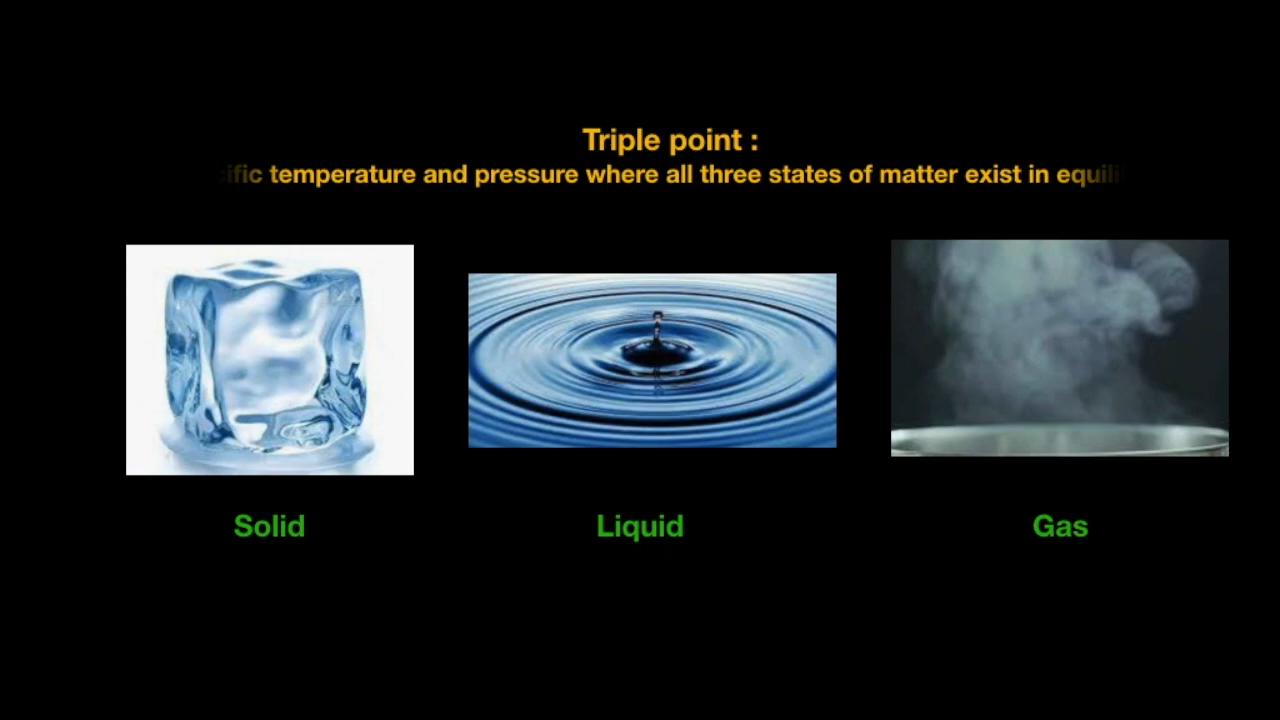 Triple point :
temperature and pressure where all three states of matter exist in
Solid
Liquid
Gas